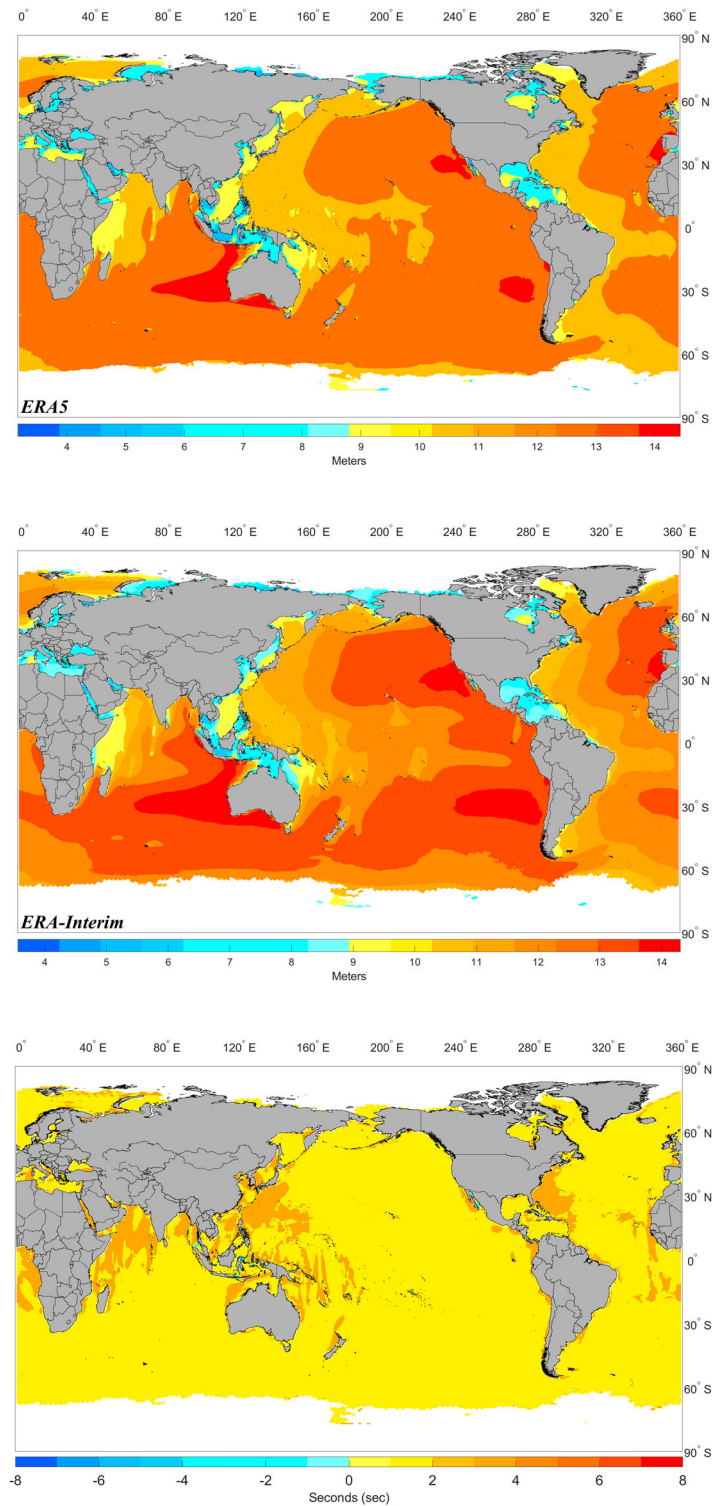 0° 40° E 80° E 120° E 160° E 200° E 240° E 280° E 320° E 360° E
90° N
60° N
30° N
0°
30° S
60° S
90° S
ERA5
4 5 6 7 8 9 10 11 12 13 14
Meters
0° 40° E 80° E 120° E 160° E 200° E 240° E 280° E 320° E 360° E
90° N
60° N
30° N
0°
30° S
60° S
90° S
ERA-Interim
4 5 6 7 8 9 10 11 12 13 14
Meters
0° 40° E 80° E 120° E 160° E 200° E 240° E 280° E 320° E 360° E
90° N
60° N
30° N
0°
30° S
60° S
90° S
-8 -6 -4 -2 0 2 4 6 8
Seconds (sec)